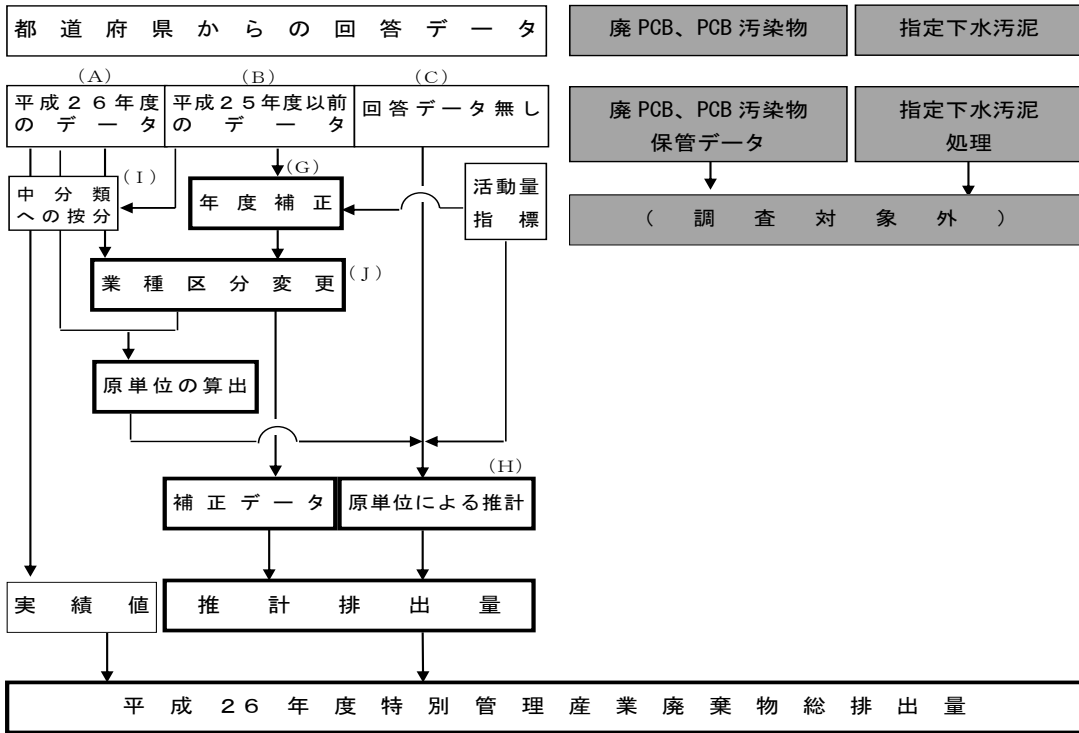 都道府県からの回答データ
廃PCB、PCB汚染物
指定下水汚泥
(A)
(B)
(C)
平成26年度
のデータ
平成25年度以前
のデータ
回答データ無し
廃PCB、PCB汚染物
保管データ
指定下水汚泥
処理
(I)
(G)
中分類
への按分
年度補正
活動量
指標
(調査対象外)
業種区分変更
(J)
原単位の算出
(H)
補正データ
原単位による推計
実績値
推計排出量
平成26年度特別管理産業廃棄物総排出量